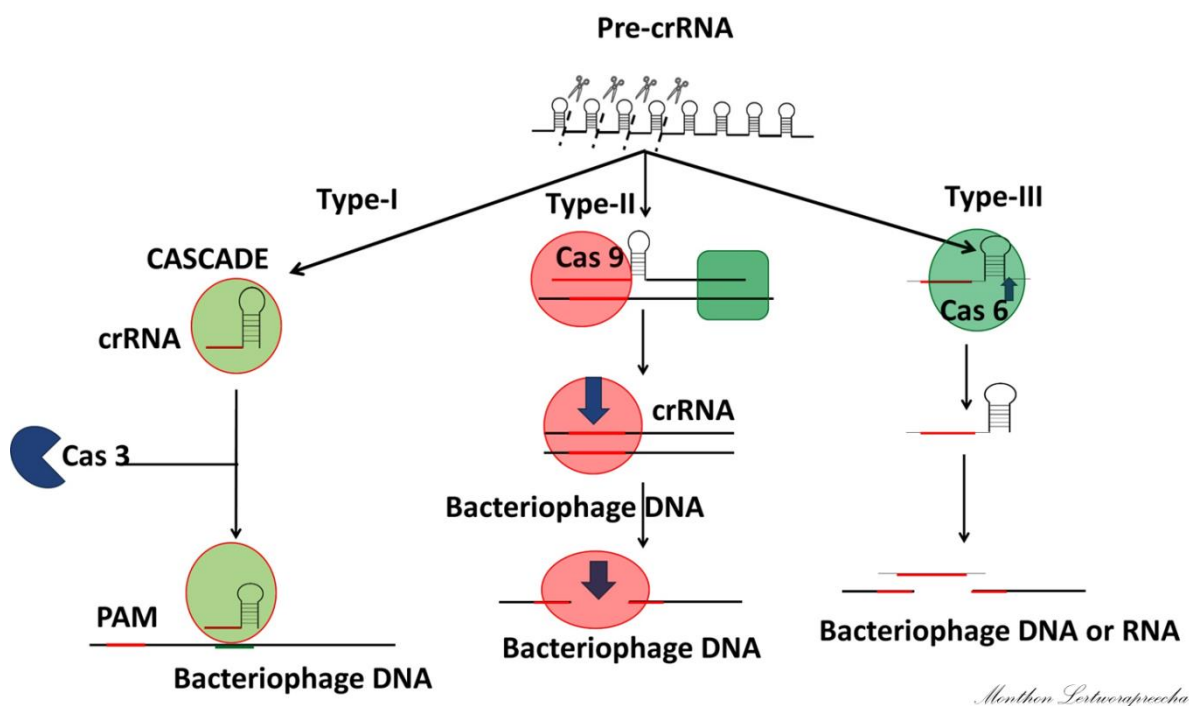 Pre-crRNA
Type-I
Type-II
Type-III
CASCADE
Cas 9
crRNA
Cas 6
Cas 3
crRNA
Bacteriophage DNA
PAM
Bacteriophage DNA
Bacteriophage DNA
Bacteriophage DNA or RNA
Monthon Lertworapreecha